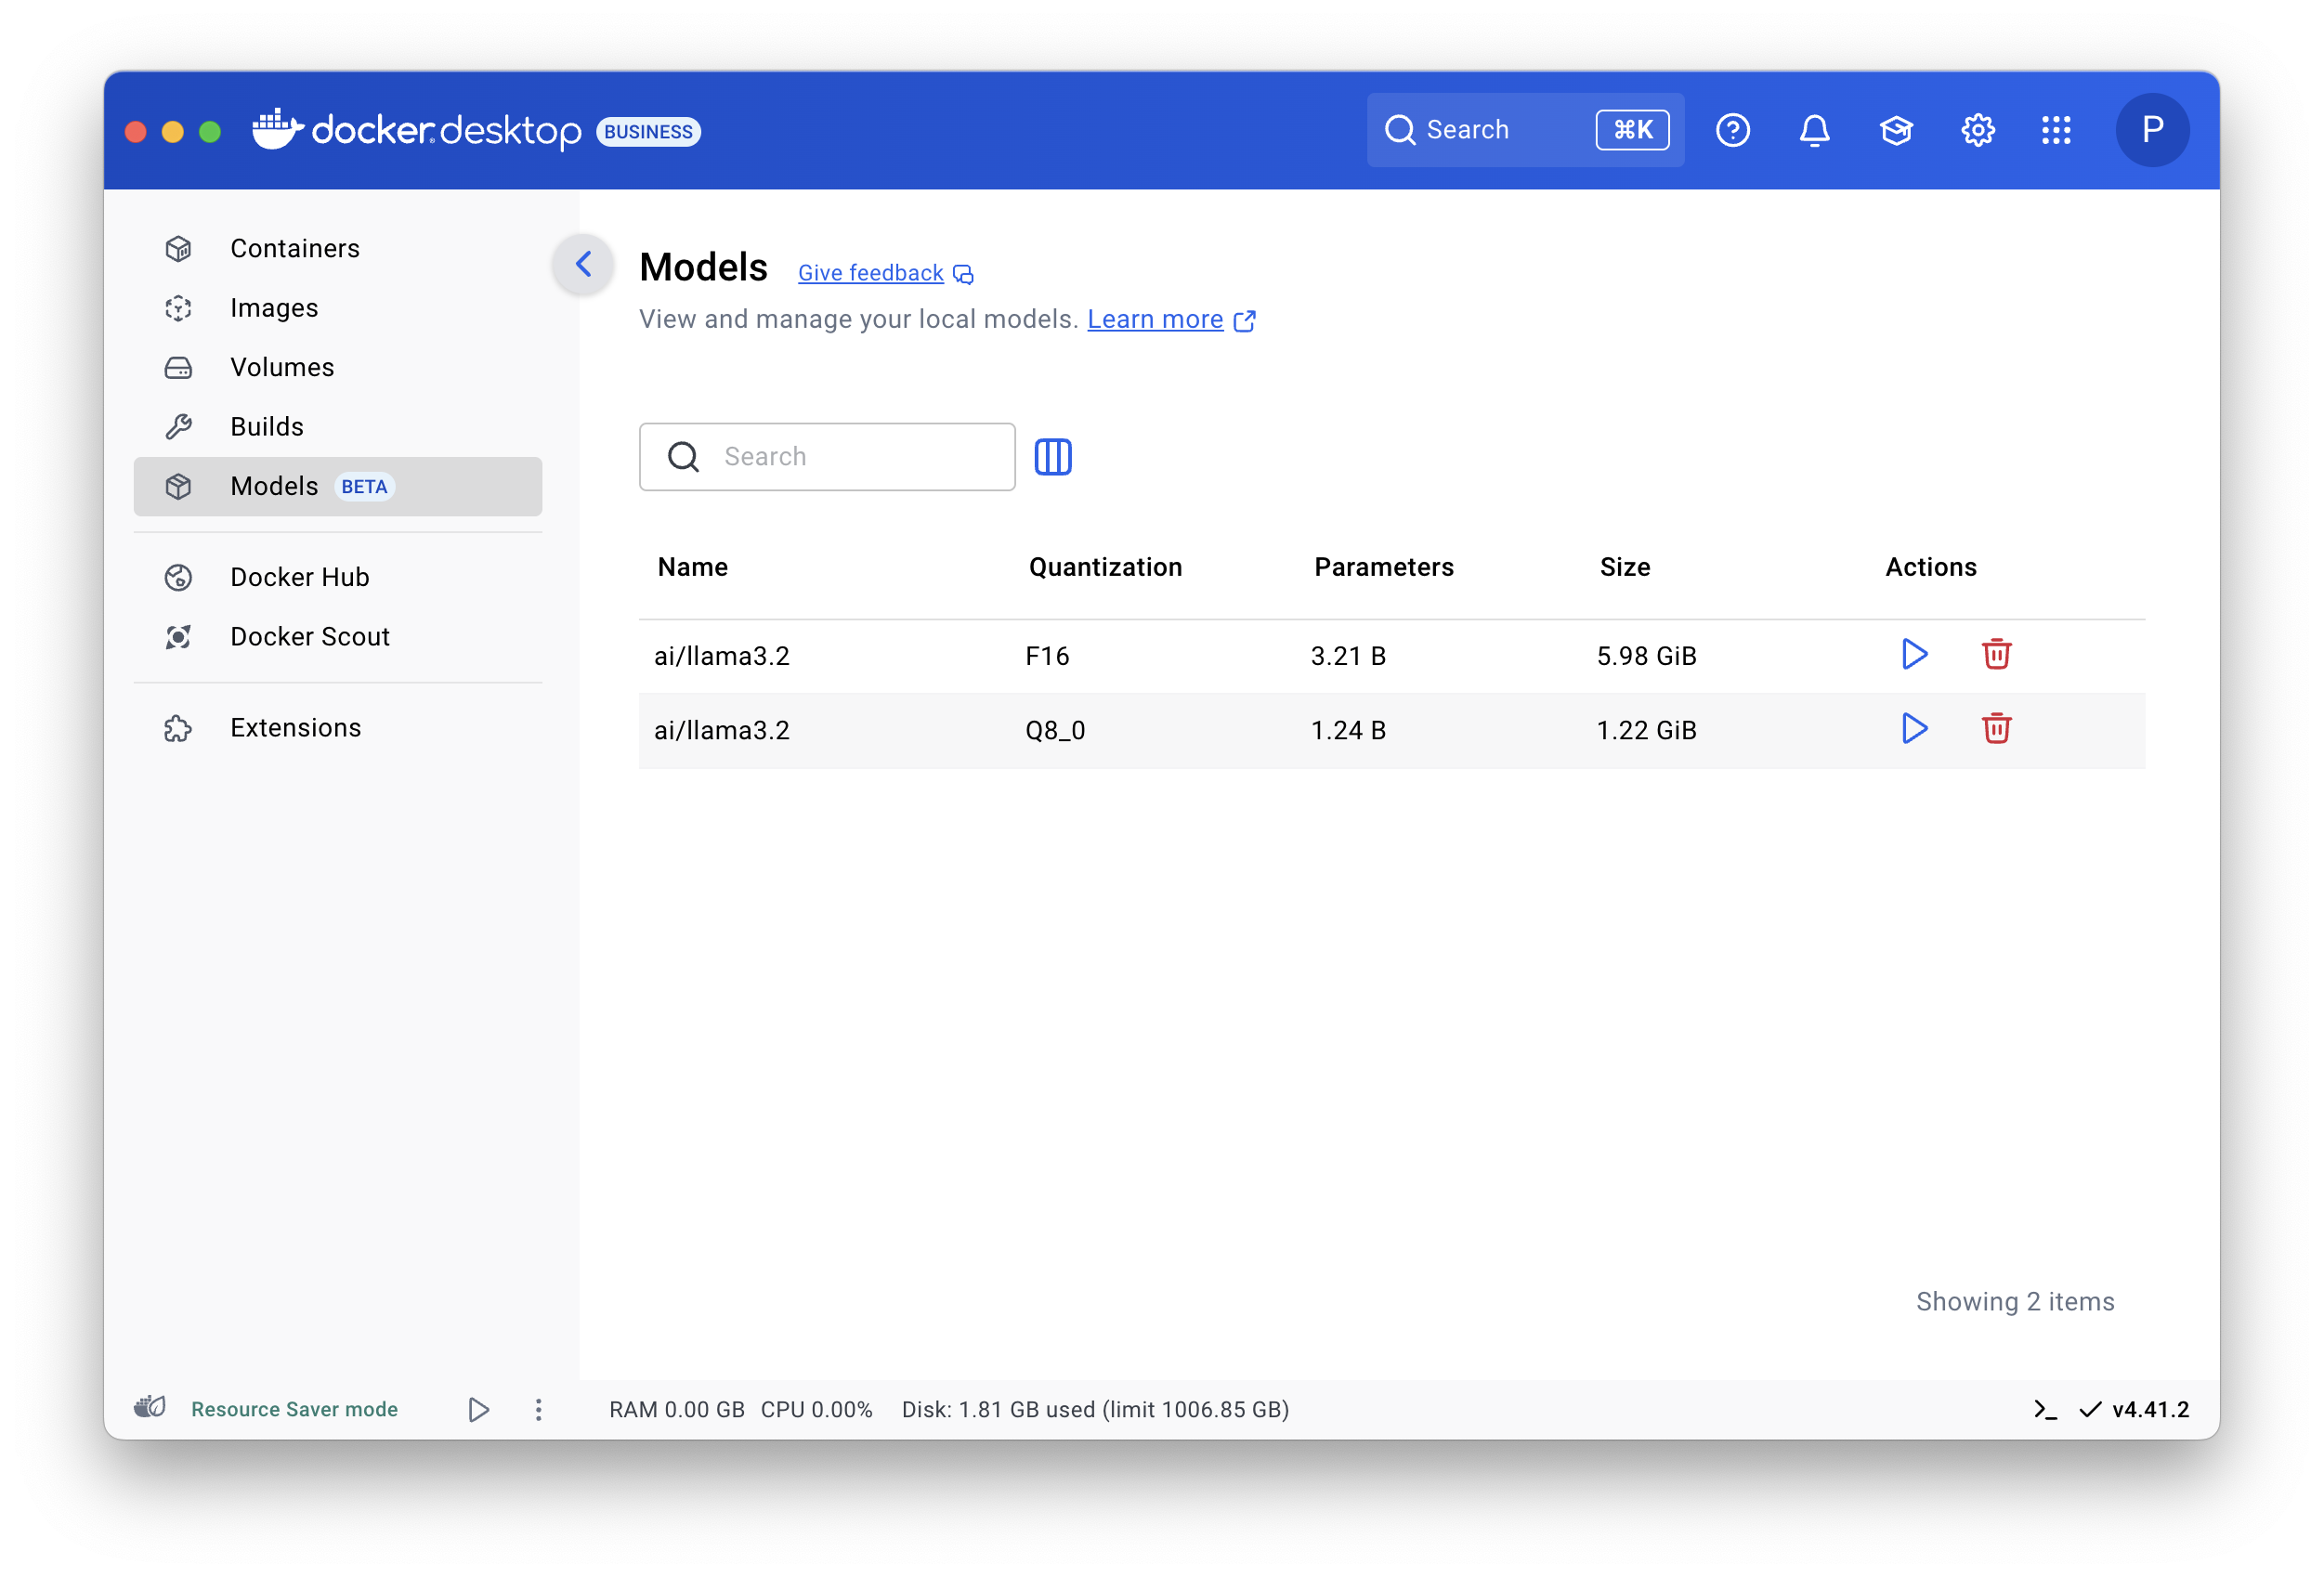 docker desktop BUSINESS
Search ⌘K
P
Containers
Images
Volumes
Builds
Models BETA
Docker Hub
Docker Scout
Extensions
Models Give feedback
View and manage your local models. Learn more
Search
Name Quantization Parameters Size Actions
ai/llama3.2 F16 3.21 B 5.98 GiB
ai/llama3.2 Q8_0 1.24 B 1.22 GiB
Showing 2 items
Resource Saver mode RAM 0.00 GB CPU 0.00% Disk: 1.81 GB used (limit 1006.85 GB) v4.41.2